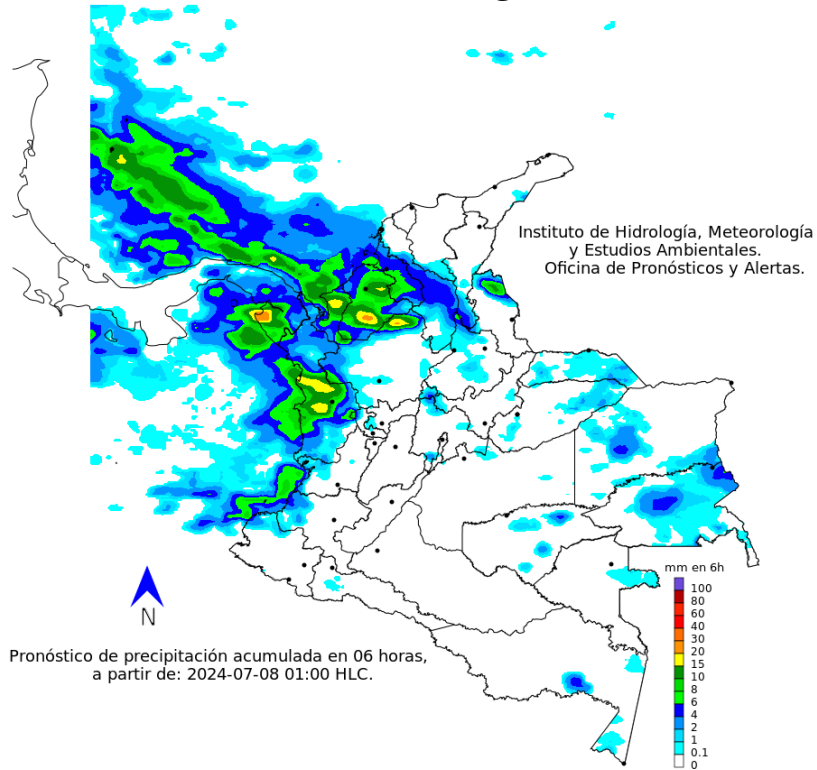 Instituto de Hidrología, Meteorología
y Estudios Ambientales.
Oficina de Pronósticos y Alertas.
N
Pronóstico de precipitación acumulada en 06 horas,
a partir de: 2024-07-08 01:00 HLC.
mm en 6h
100
80
60
40
30
20
15
10
8
6
4
2
1
0.1
0